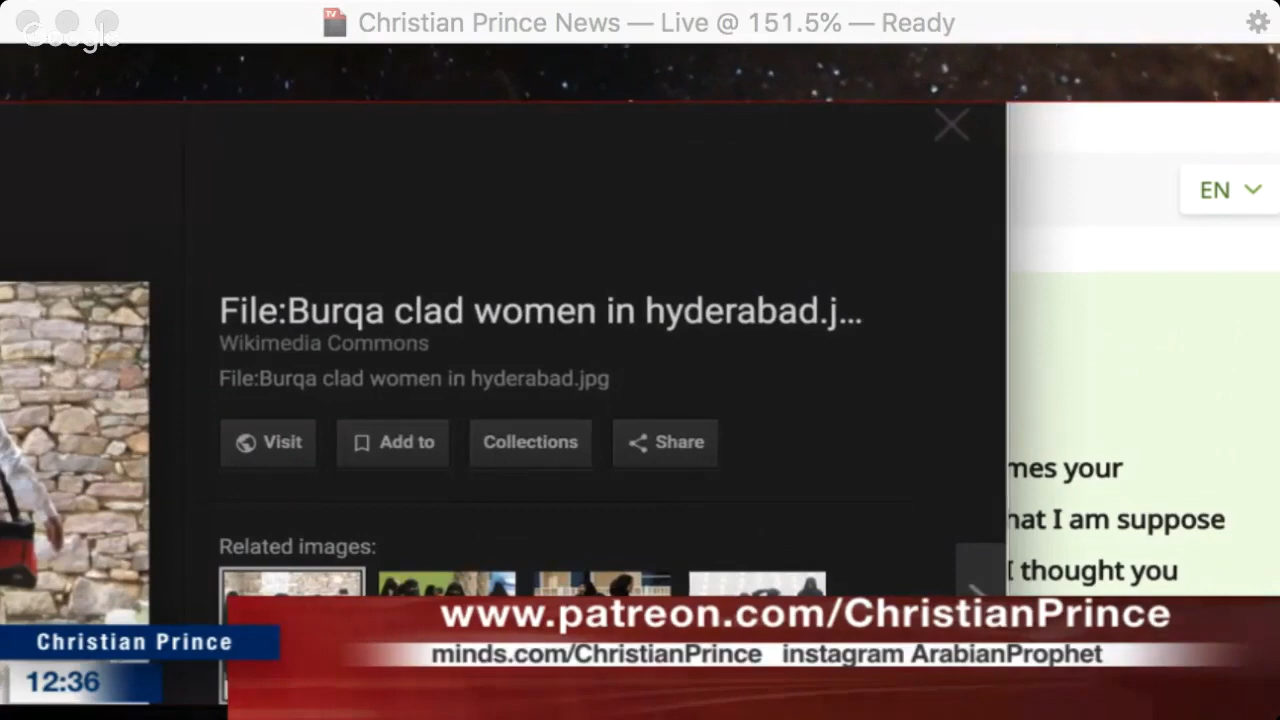 Christian Prince News — Live @ 151.5% — Ready
Google
TV
EN
File:Burqa clad women in hyderabad.j...
Wikimedia Commons
File:Burqa clad women in hyderabad.jpg
Visit
Add to
Collections
Share
mes your
hat I am suppose
I thought you
Related images:
www.patreon.com/ChristianPrince
minds.com/ChristianPrince instagram ArabianProphet
Christian Prince
12:36